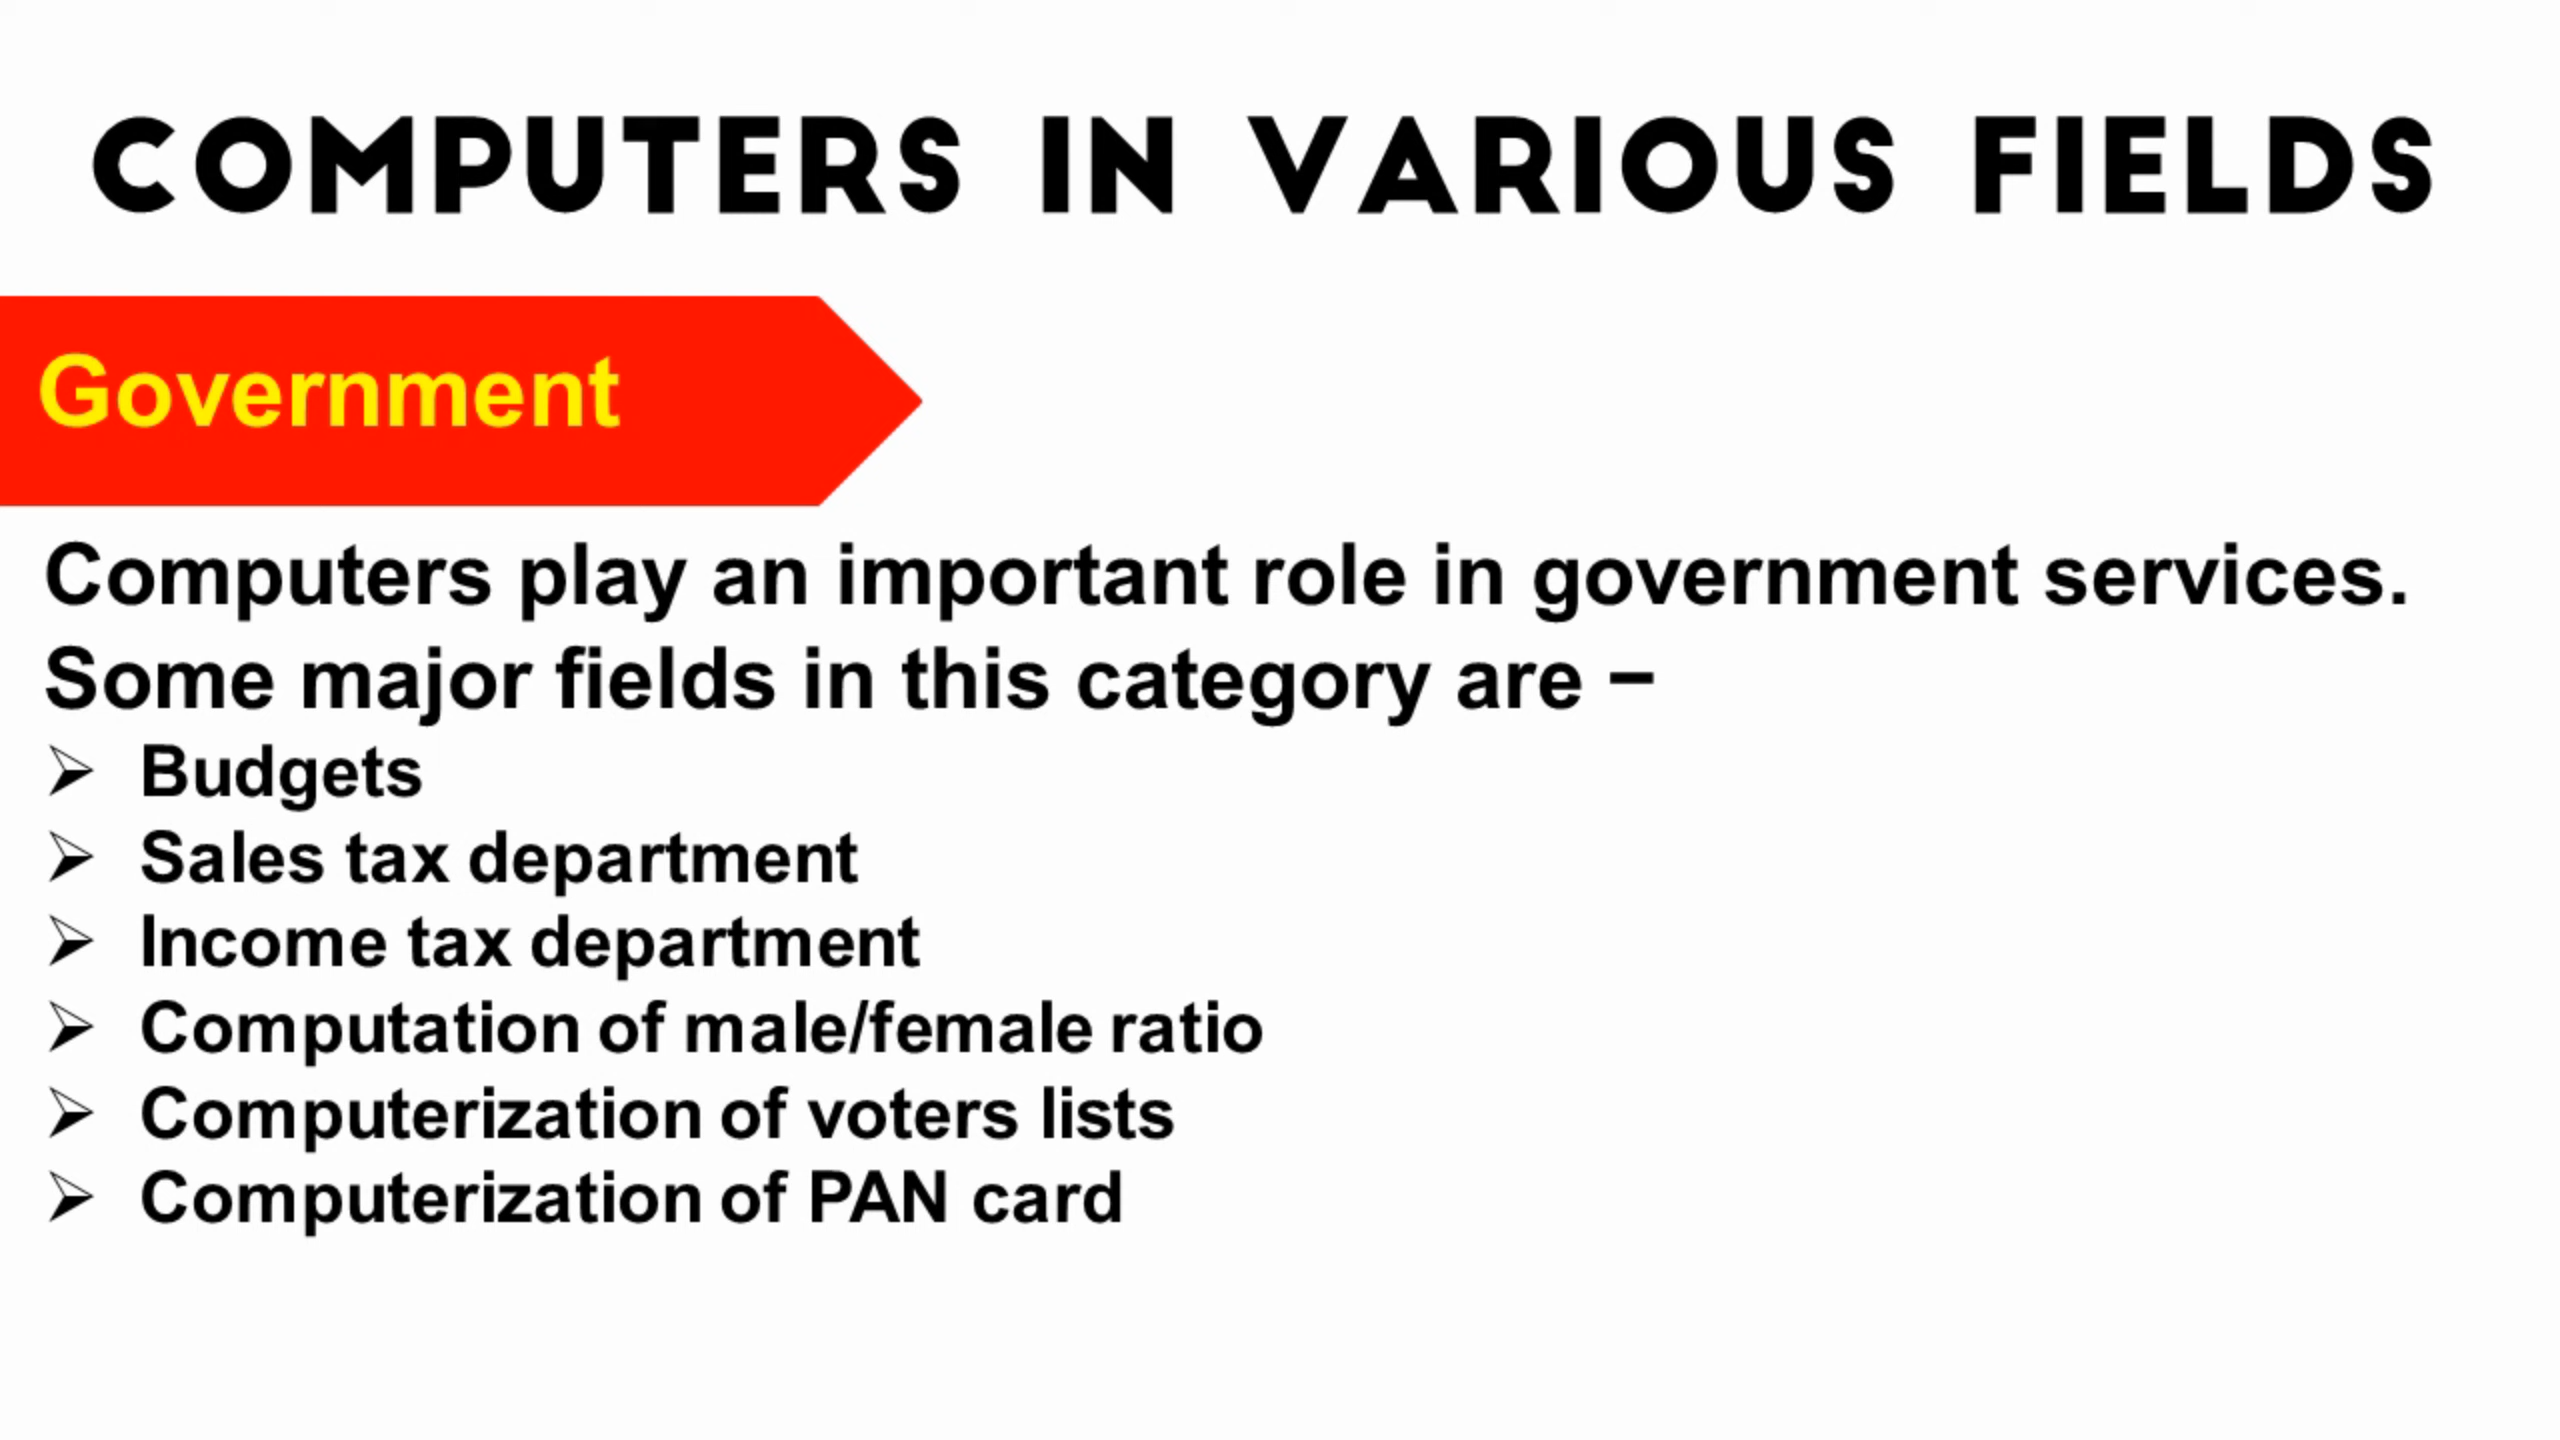 COMPUTERS IN VARIOUS FIELDS
Government
Computers play an important role in government services.
Some major fields in this category are −
➢ Budgets
➢ Sales tax department
➢ Income tax department
➢ Computation of male/female ratio
➢ Computerization of voters lists
➢ Computerization of PAN card